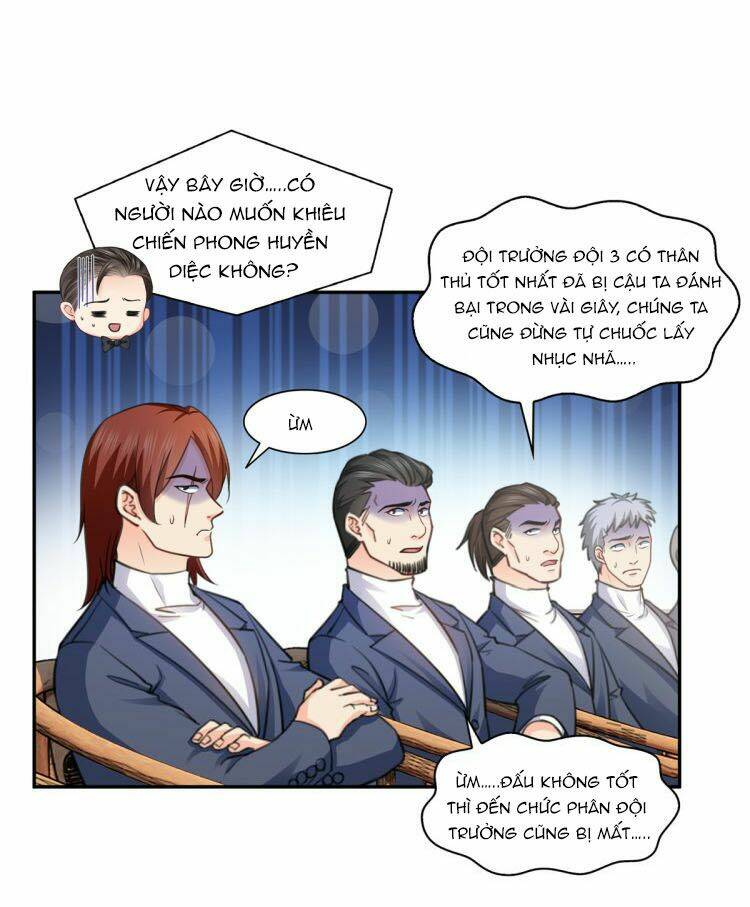 VẬY BÂY GIỜ.....CÓ
NGƯỜI NÀO MUỐN KHIÊU
CHIẾN PHONG HUYỀN
DIỆC KHÔNG?
ĐỘI TRƯỞNG ĐỘI 3 CÓ THÂN
THỦ TỐT NHẤT ĐÃ BỊ CẬU TA ĐÁNH
BẠI TRONG VÀI GIÂY, CHÚNG TA
CŨNG ĐỪNG TỰ CHUỐC LẤY
NHỤC NHÃ.....
ỪM
ỪM.....ĐẤU KHÔNG TỐT
THÌ ĐẾN CHỨC PHÂN ĐỘI
TRƯỞNG CŨNG BỊ MẤT.....